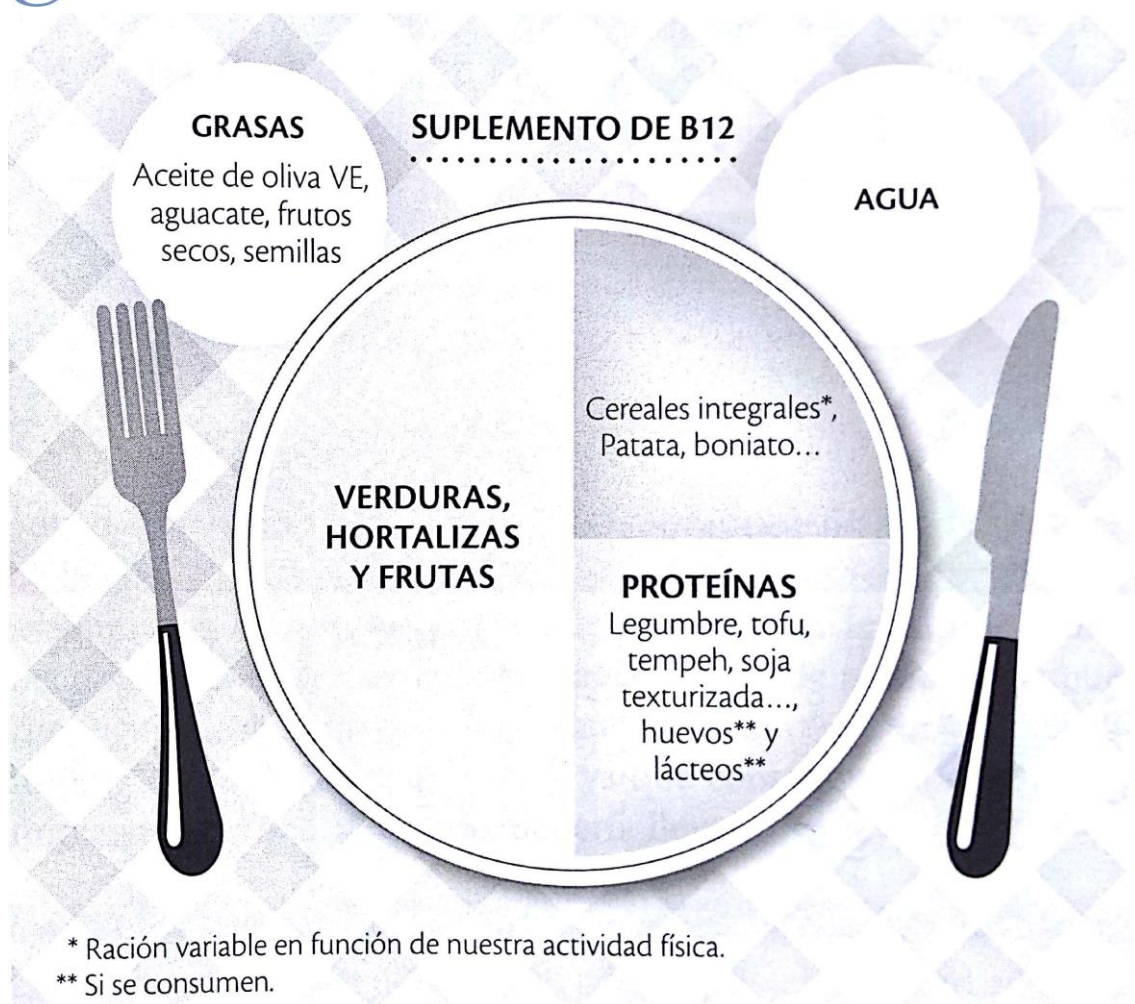 GRASAS
Aceite de oliva VE,
aguacate, frutos
secos, semillas
SUPLEMENTO DE B12
AGUA
VERDURAS,
HORTALIZAS
Y FRUTAS
Cereales integrales*,
Patata, boniato...
PROTEÍNAS
Legumbre, tofu,
tempeh, soja
texturizada...,
huevos** y
lácteos**
* Ración variable en función de nuestra actividad física.
** Si se consumen.